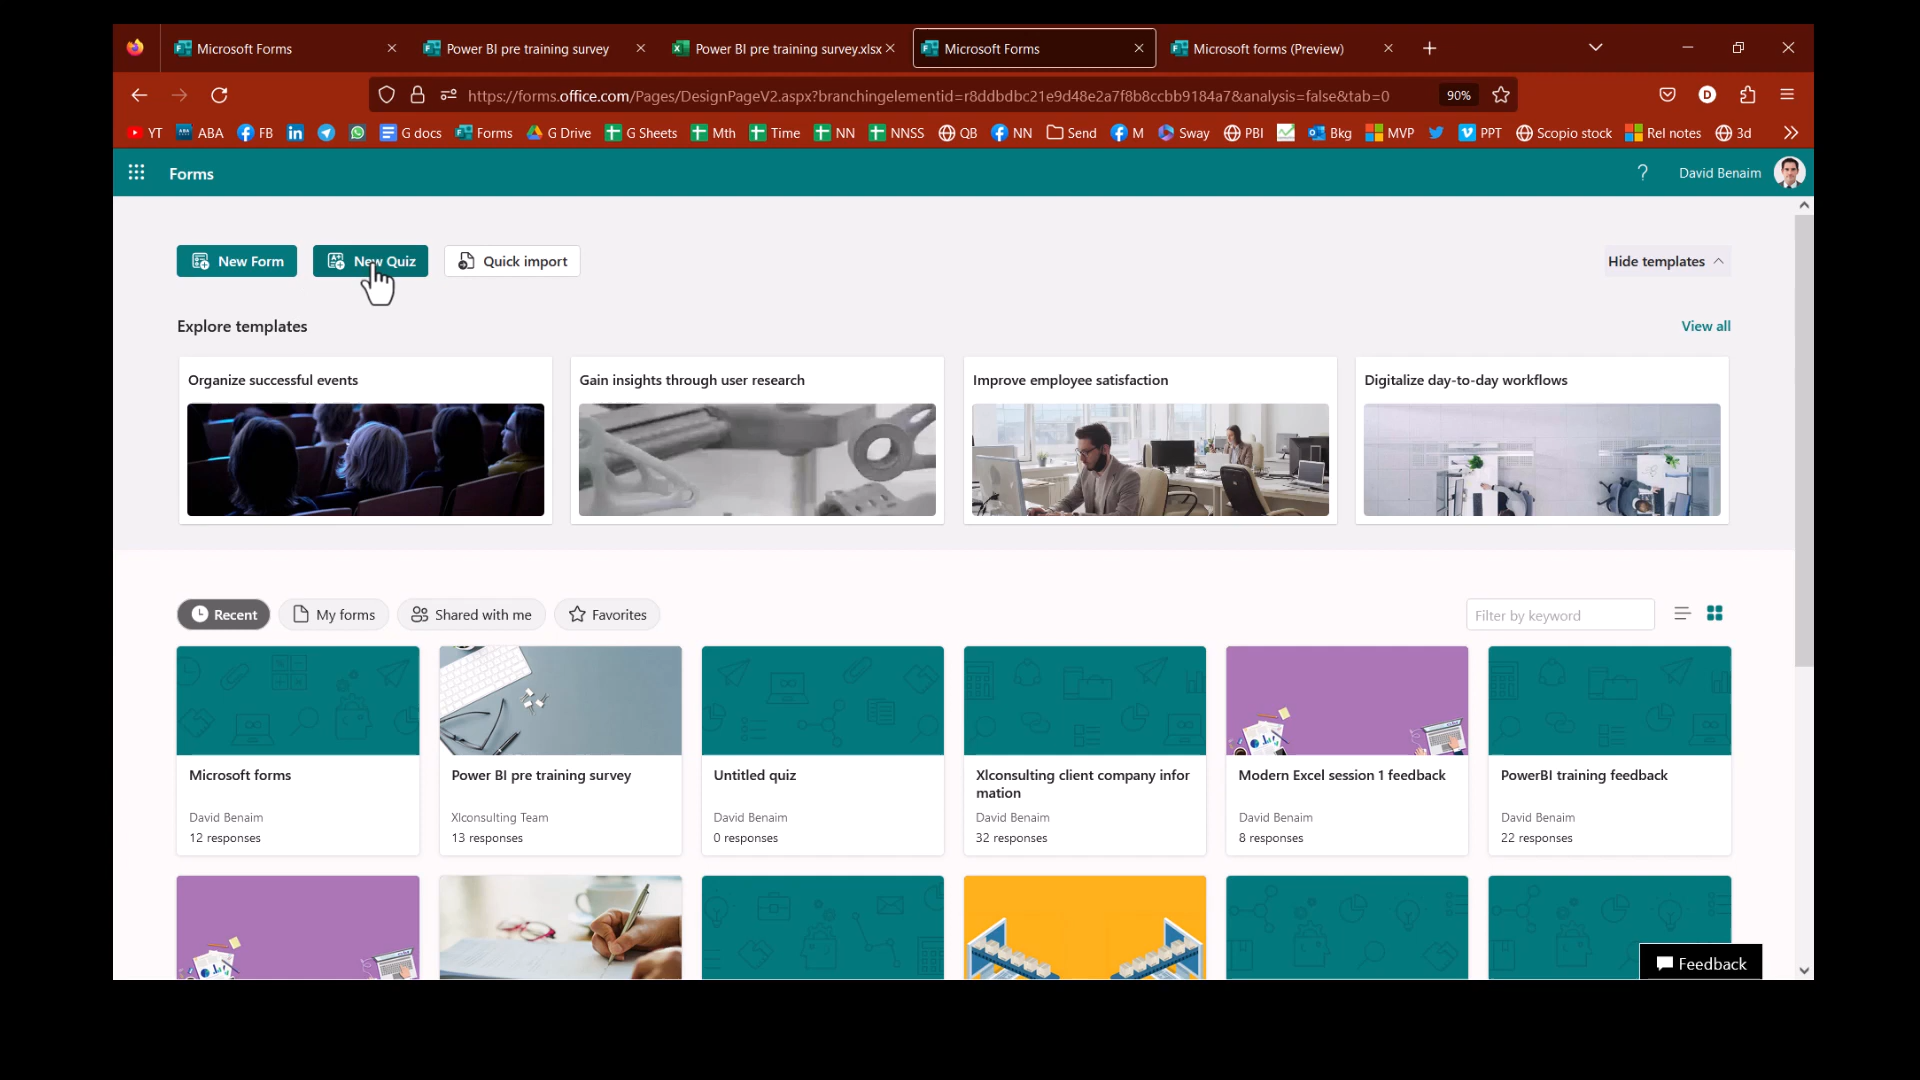 Microsoft Forms
Power BI pre training survey
Power BI pre training survey.xlsx
Microsoft Forms
Microsoft forms (Preview)
https://forms.office.com/Pages/DesignPageV2.aspx?branchingelementid=r8ddbdbc21e9d48e2a7f8b8ccbb9184a7&analysis=false&tab=0
90%
D
YT
ABA
FB
G docs
Forms
G Drive
G Sheets
Mth
Time
NN
NNSS
QB
NN
Send
M
Sway
PBI
Bkg
MVP
PPT
Scopio stock
Rel notes
3d
Forms
?
David Benaim
New Form
New Quiz
Quick import
Hide templates
Explore templates
View all
Organize successful events
Gain insights through user research
Improve employee satisfaction
Digitalize day-to-day workflows
Recent
My forms
Shared with me
Favorites
Filter by keyword
Microsoft forms
David Benaim
12 responses
Power BI pre training survey
Xlconsulting Team
13 responses
Untitled quiz
David Benaim
0 responses
Xlconsulting client company infor
mation
David Benaim
32 responses
Modern Excel session 1 feedback
David Benaim
8 responses
PowerBI training feedback
David Benaim
22 responses
Feedback